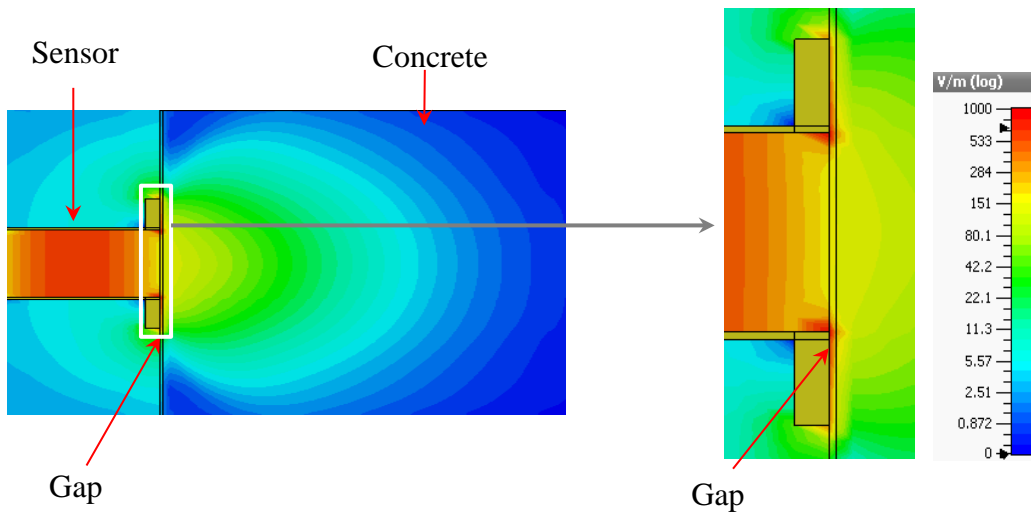 Sensor
Concrete
V/m (log)
1000
533
284
151
80.1
42.2
22.1
11.3
5.57
2.51
0.872
0
Gap
Gap